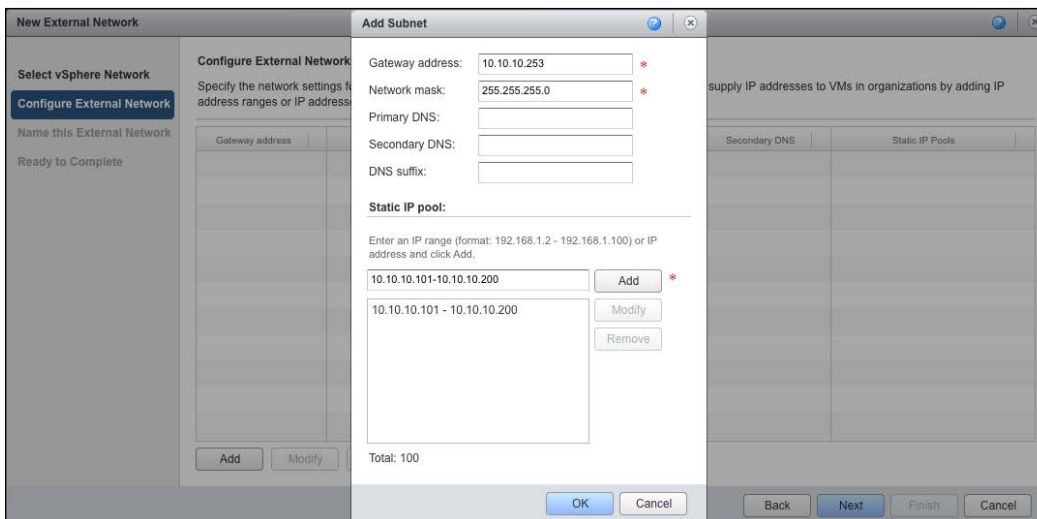 New External Network
Select vSphere Network
Configure External Network
Name this External Network
Ready to Complete
Configure External Network
Specify the network settings fo
supply IP addresses to VMs in organizations by adding IP
address ranges or IP addresse
Gateway address
Secondary DNS
Static IP Pools
Add
Modify
Back
Next
Finish
Cancel
Add Subnet
Gateway address:
10.10.10.253
*
Network mask:
255.255.255.0
*
Primary DNS:
Secondary DNS:
DNS suffix:
Static IP pool:
Enter an IP range (format: 192.168.1.2 - 192.168.1.100) or IP
address and click Add.
10.10.10.101-10.10.10.200
Add
*
10.10.10.101 - 10.10.10.200
Modify
Remove
Total: 100
OK
Cancel